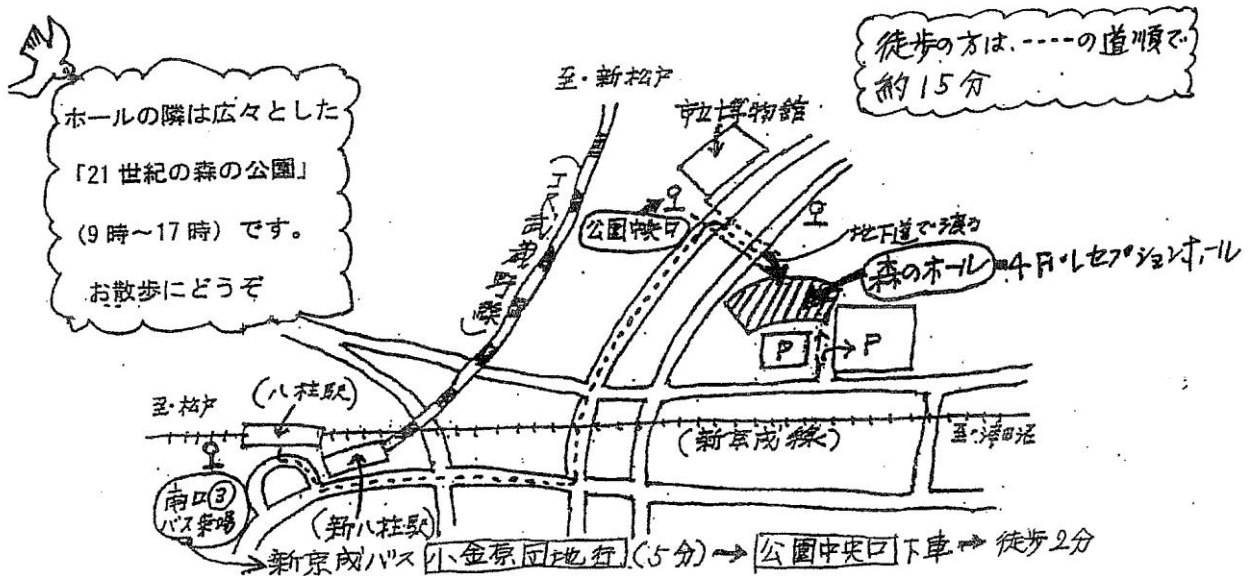 徒歩の方は、----の道順で
約15分
ホールの隣は広々とした
「21世紀の森の公園」
(9時~17時)です。
お散歩にどうぞ
至・新松戸
市立博物館
(JR武蔵野線)
公園中央口
地下道で渡る
森のホール
4Fレセプションホール
P
P
至・松戸
(八柱駅)
(新京成線)
至・津田沼
南口③
バス乗場
(新八柱駅)
新京成バス 小金原団地行 (5分) → 公園中央口 下車 → 徒歩2分